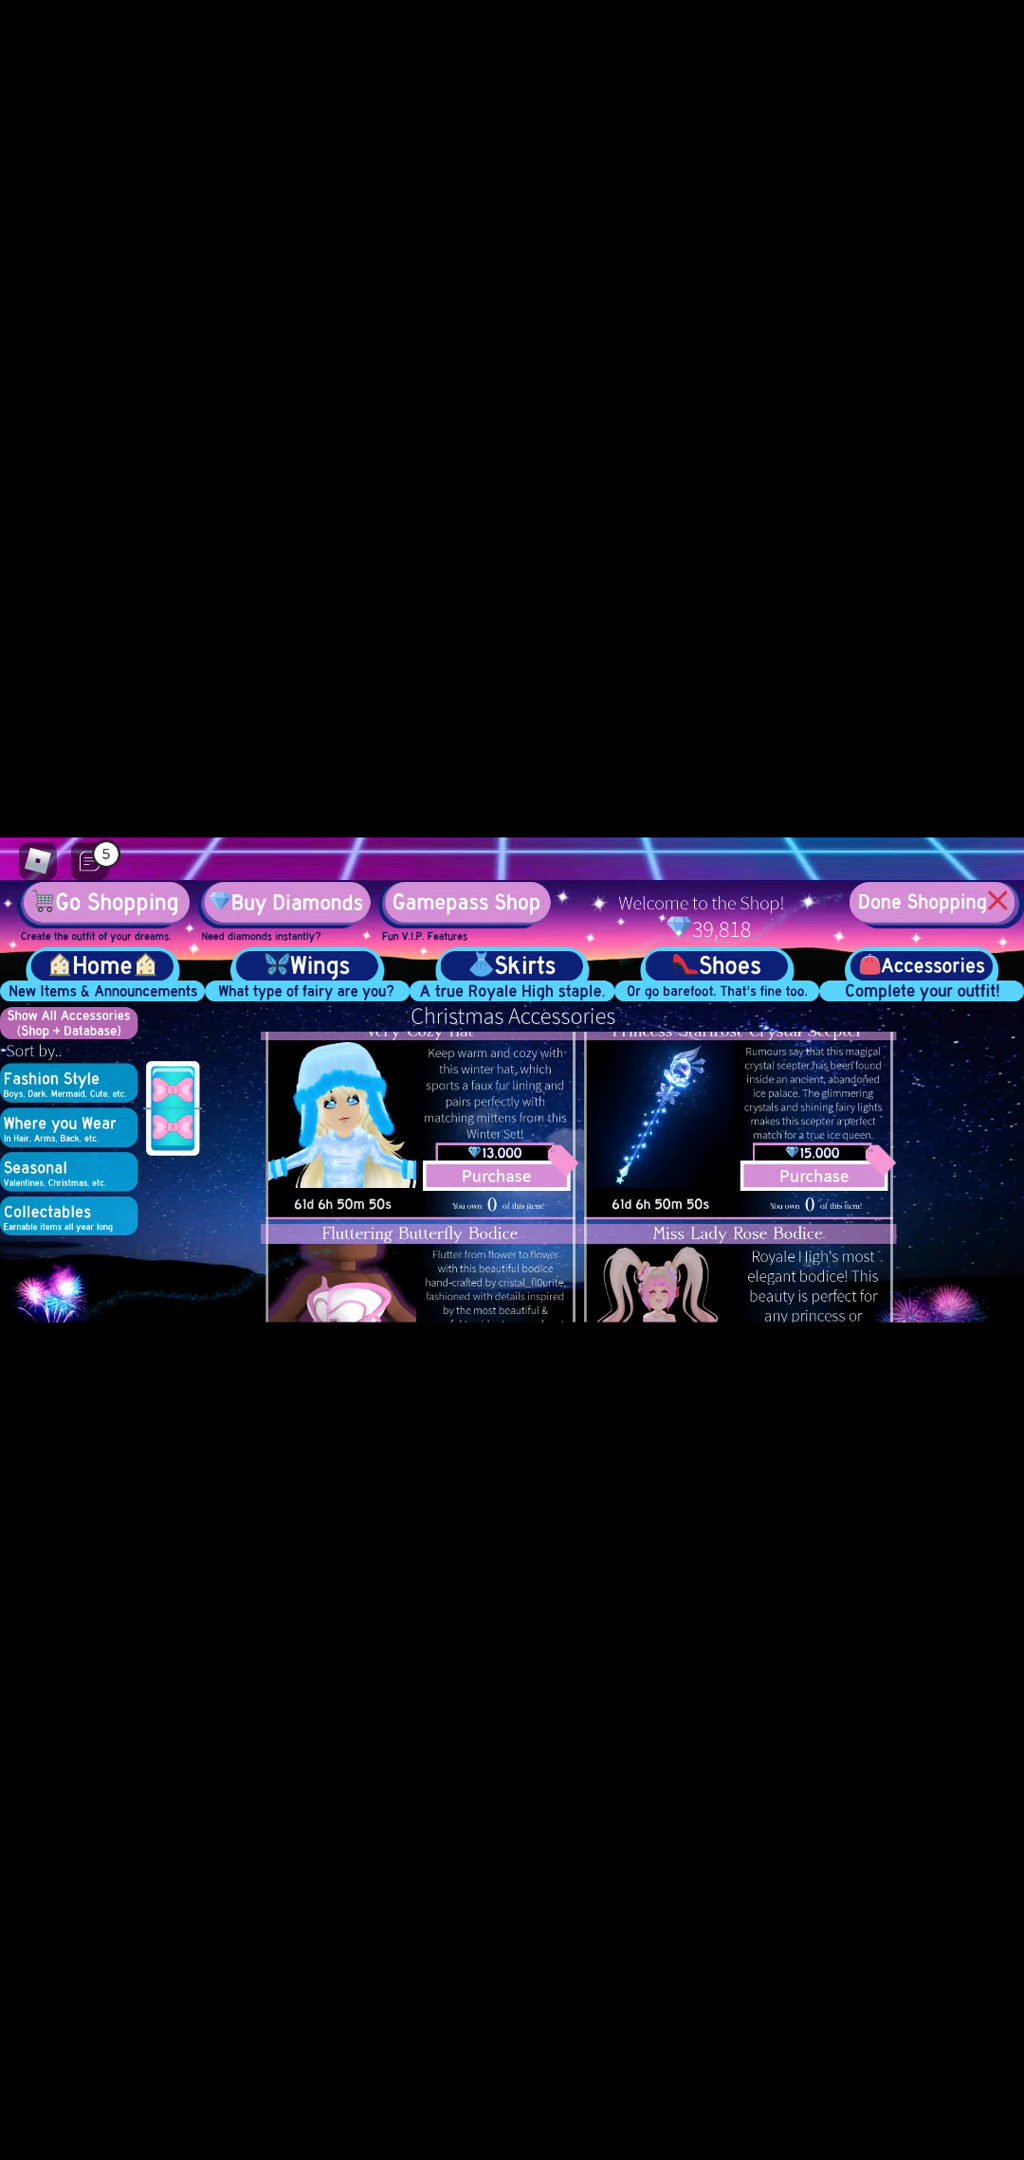 5
Go Shopping
Buy Diamonds
Gamepass Shop
Welcome to the Shop!
39,818
Done Shopping
Create the outfit of your dreams.
Need diamonds instantly?
Fun V.I.P. Features
Home
Wings
Skirts
Shoes
Accessories
New Items & Announcements
What type of fairy are you?
A true Royale High staple.
Or go barefoot. That's fine too.
Complete your outfit!
Show All Accessories
(Shop + Database)
Sort by..
Fashion Style
Boys, Dark, Mermaid, Cute, etc.
Where you Wear
In Hair, Arms, Back, etc.
Seasonal
Valentines, Christmas, etc.
Collectables
Earnable items all year long
Christmas Accessories
Very Cozy Hat
Keep warm and cozy with
this winter hat, which
sports a faux fur lining and
pairs perfectly with
matching mittens from this
Winter Set!
13,000
Purchase
61d 6h 50m 50s
You own 0 of this item!
Princess Starfrost Crystal Scepter
Rumours say that this magical
crystal scepter has been found
inside an ancient, abandoned
ice palace. The glimmering
crystals and shining fairy lights
makes this scepter a perfect
match for a true ice queen.
15,000
Purchase
61d 6h 50m 50s
You own 0 of this item!
Fluttering Butterfly Bodice
Flutter from flower to flower
with this beautiful bodice
hand-crafted by cristal_fl0urite,
fashioned with details inspired
by the most beautiful &
Miss Lady Rose Bodice
Royale High's most
elegant bodice! This
beauty is perfect for
any princess or